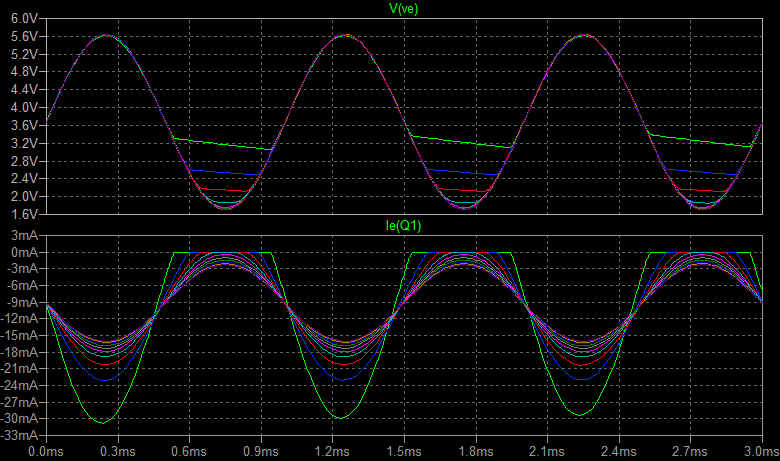 V(ve)
6.0V
5.6V
5.2V
4.8V
4.4V
4.0V
3.6V
3.2V
2.8V
2.4V
2.0V
1.6V
Ie(Q1)
3mA
0mA
-3mA
-6mA
-9mA
-12mA
-15mA
-18mA
-21mA
-24mA
-27mA
-30mA
-33mA
0.0ms 0.3ms 0.6ms 0.9ms 1.2ms 1.5ms 1.8ms 2.1ms 2.4ms 2.7ms 3.0ms